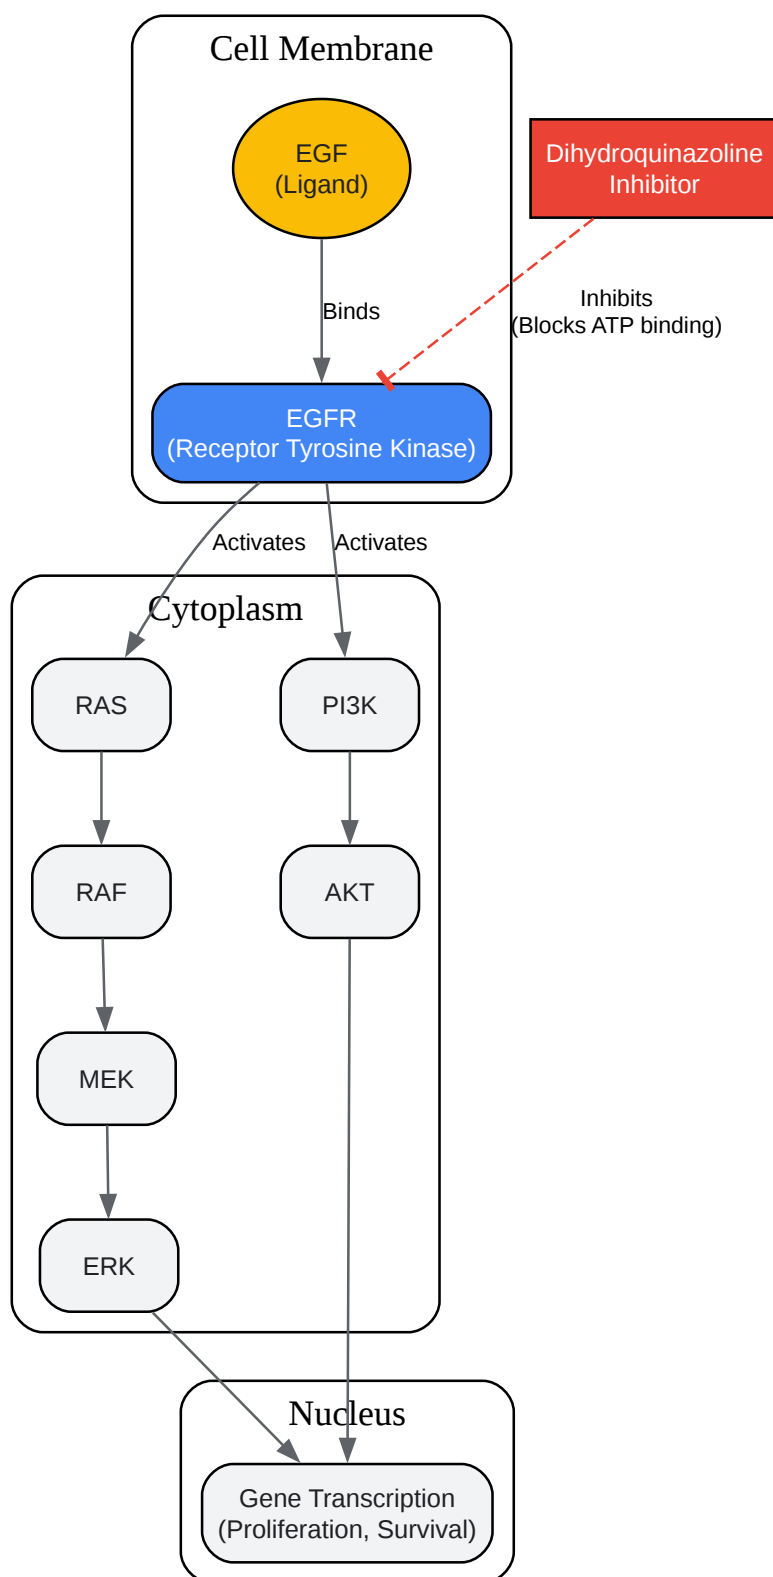 Cell Membrane
EGF
(Ligand)
Dihydroquinazoline
Inhibitor
Binds
Inhibits
(Blocks ATP binding)
EGFR
(Receptor Tyrosine Kinase)
Activates
Activates
Cytoplasm
RAS
PI3K
RAF
AKT
MEK
ERK
Nucleus
Gene Transcription
(Proliferation, Survival)